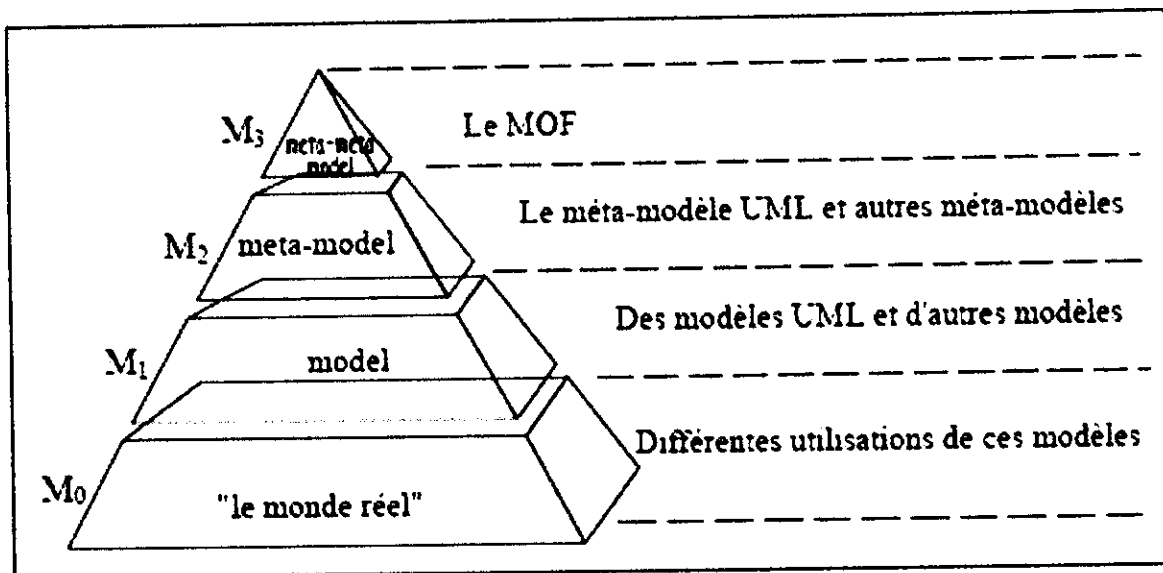 M₃
meta-meta
model
Le MOF
M₂
meta-model
Le méta-modèle UML et autres méta-modèles
M₁
model
Des modèles UML et d'autres modèles
M₀
"le monde réel"
Différentes utilisations de ces modèles